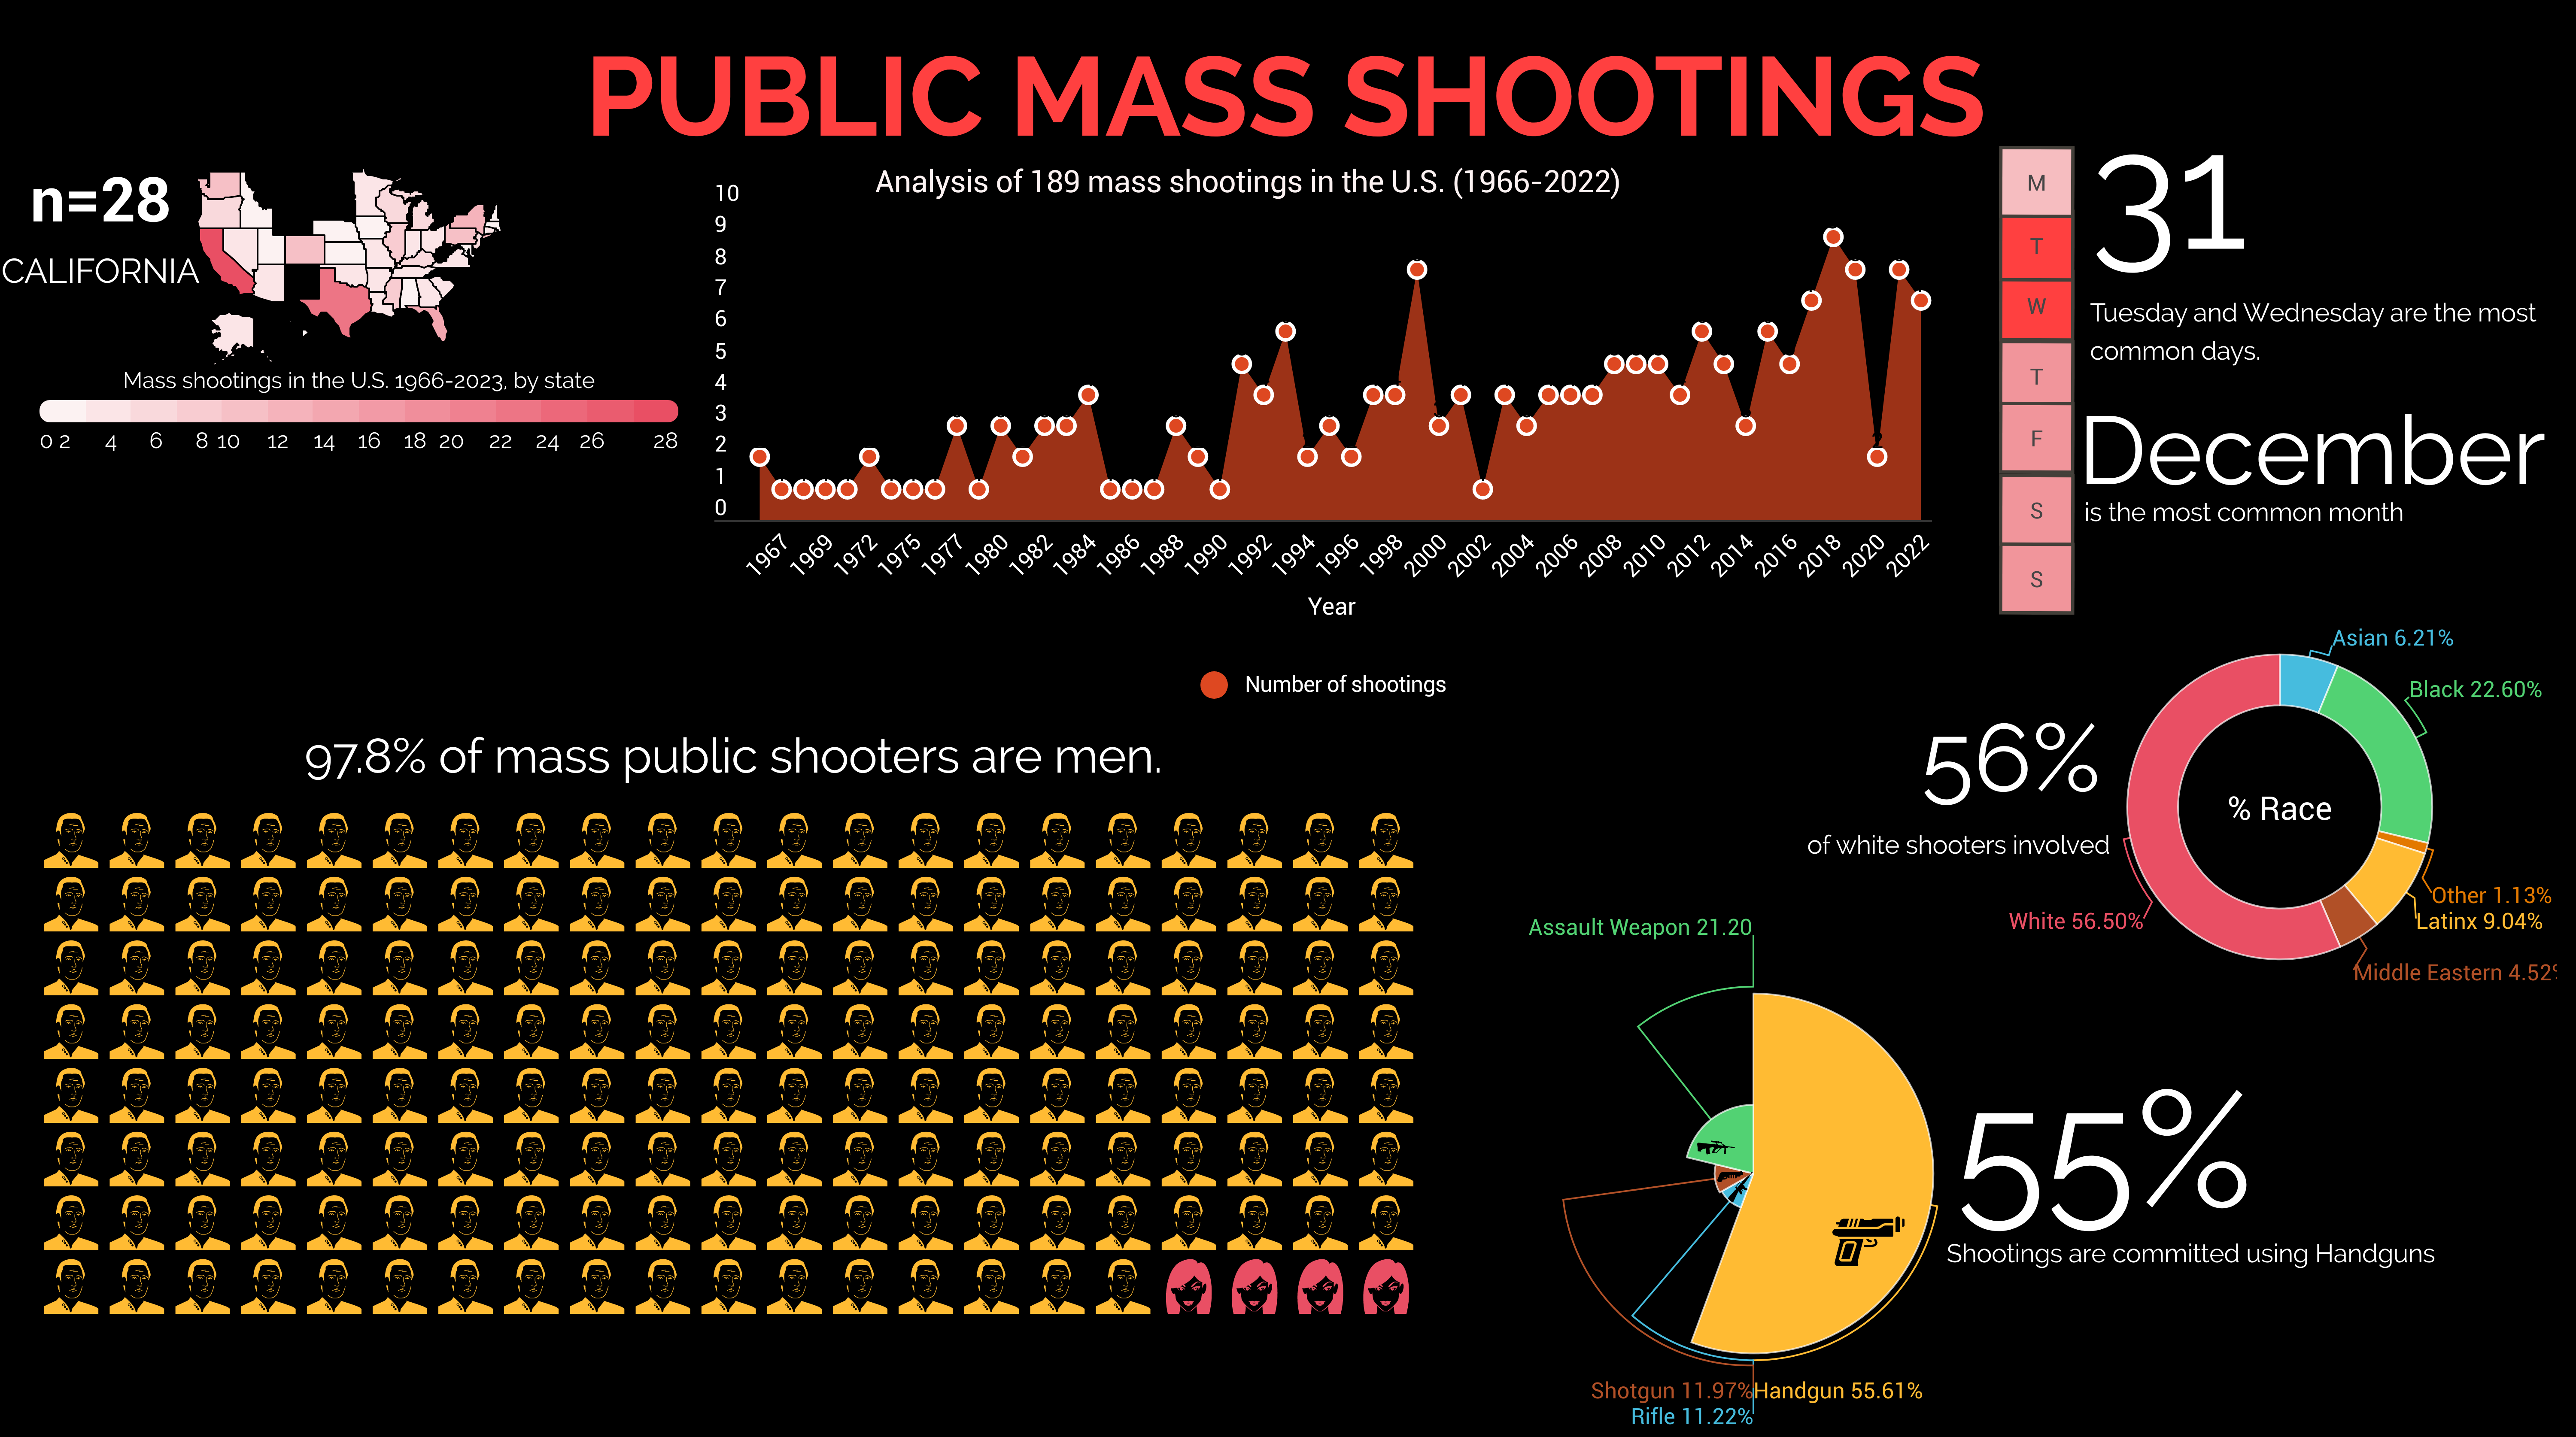 PUBLIC MASS SHOOTINGS
n=28
CALIFORNIA
Mass shootings in the U.S. 1966-2023, by state
0 2 4 6 8 10 12 14 16 18 20 22 24 26 28
Analysis of 189 mass shootings in the U.S. (1966-2022)
10
9
8
7
6
5
4
3
2
1
0
1967 1969 1972 1975 1977 1980 1982 1984 1986 1988 1990 1992 1994 1996 1998 2000 2002 2004 2006 2008 2010 2012 2014 2016 2018 2020 2022
Year
Number of shootings
M
T
W
T
F
S
S
31
Tuesday and Wednesday are the most
common days.
December
is the most common month
97.8% of mass public shooters are men.
56%
of white shooters involved
% Race
Asian 6.21%
Black 22.60%
Other 1.13%
Latinx 9.04%
Middle Eastern 4.52
White 56.50%
Assault Weapon 21.20
Shotgun 11.97%
Handgun 55.61%
Rifle 11.22%
55%
Shootings are committed using Handguns